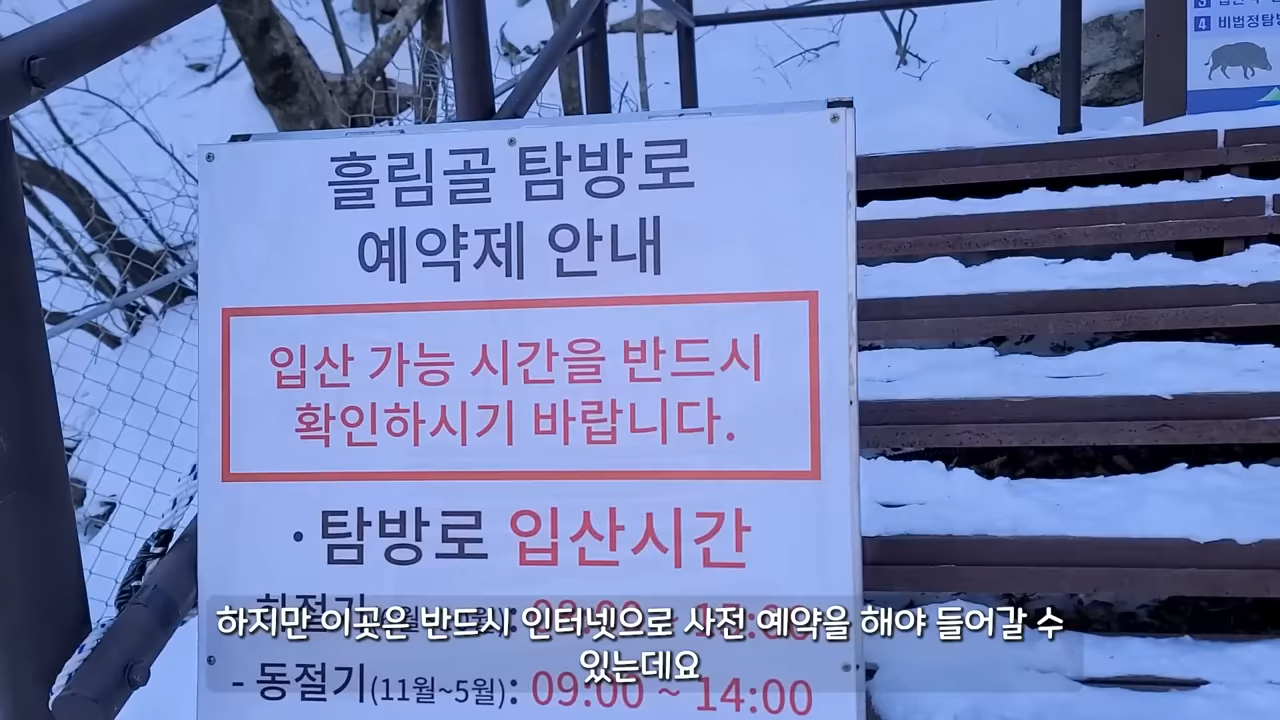 흘림골 탐방로
예약제 안내
입산 가능 시간을 반드시
확인하시기 바랍니다.
· 탐방로 입산시간
하지만 이곳은 반드시 인터넷으로 사전 예약을 해야 들어갈 수
있는데요
- 동절기(11월~5월): 09:00 ~ 14:00
4 비법정탐방